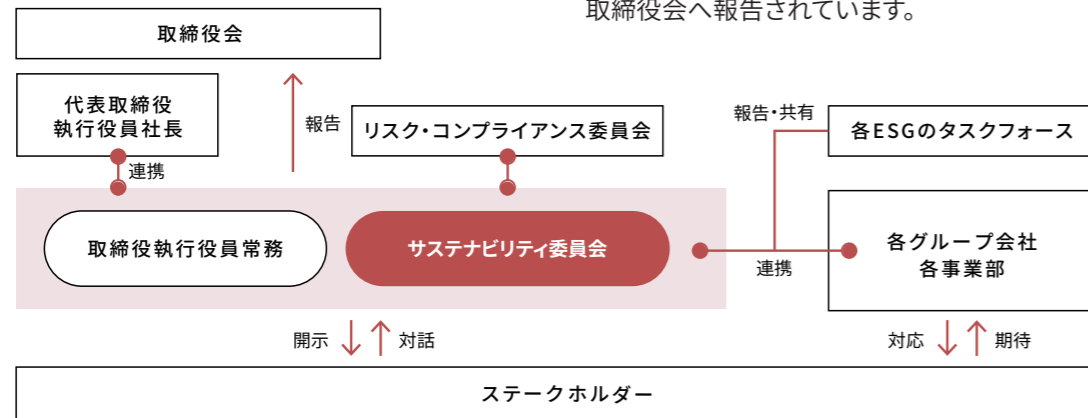 取締役会へ報告されています。
取締役会
代表取締役
執行役員社長
報告
リスク・コンプライアンス委員会
報告・共有
各ESGのタスクフォース
連携
取締役執行役員常務
サステナビリティ委員会
連携
各グループ会社
各事業部
開示
対話
対応
期待
ステークホルダー